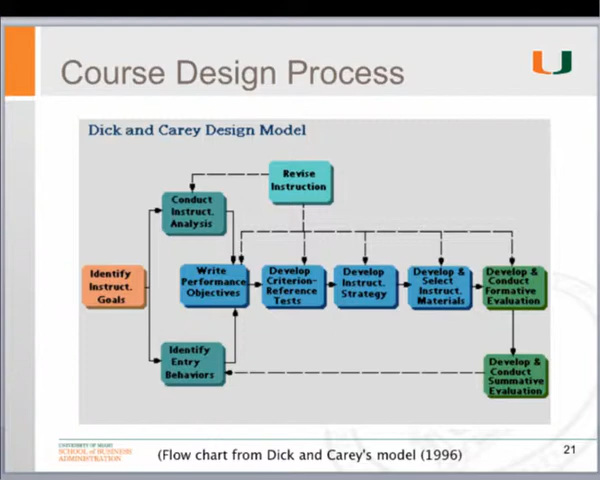 Course Design Process
Dick and Carey Design Model
Revise
Instruction
Conduct
Instruct.
Analysis
Identify
Instruct.
Goals
Write
Performance
Objectives
Develop
Criterion-
Reference
Tests
Develop
Instruct.
Strategy
Develop &
Select
Instruct.
Materials
Develop &
Conduct
Formative
Evaluation
Identify
Entry
Behaviors
Develop &
Conduct
Summative
Evaluation
UNIVERSITY OF MIAMI
SCHOOL of BUSINESS
ADMINISTRATION
(Flow chart from Dick and Carey's model (1996)
21